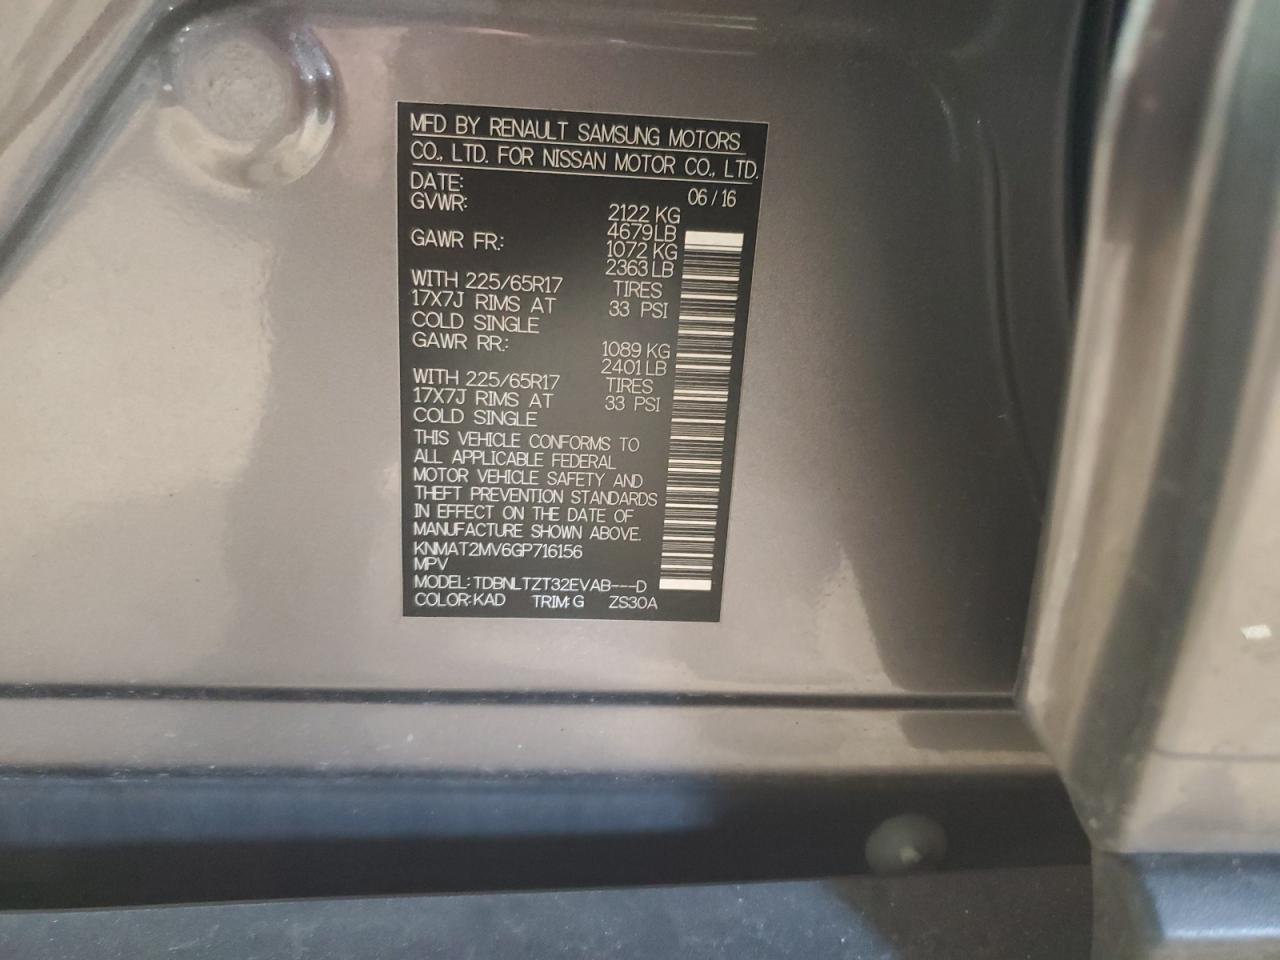 MFD BY RENAULT SAMSUNG MOTORS
CO., LTD. FOR NISSAN MOTOR CO., LTD.
DATE: 06 / 16
GVWR: 2122 KG
4679 LB
GAWR FR: 1072 KG
2363 LB
WITH 225/65R17 TIRES
17X7J RIMS AT 33 PSI
COLD SINGLE
GAWR RR: 1089 KG
2401 LB
WITH 225/65R17 TIRES
17X7J RIMS AT 33 PSI
COLD SINGLE
THIS VEHICLE CONFORMS TO
ALL APPLICABLE FEDERAL
MOTOR VEHICLE SAFETY AND
THEFT PREVENTION STANDARDS
IN EFFECT ON THE DATE OF
MANUFACTURE SHOWN ABOVE.
KNMAT2MV6GP716156
MPV
MODEL: TDBNLTZT32EVAB---D
COLOR: KAD TRIM: G ZS30A